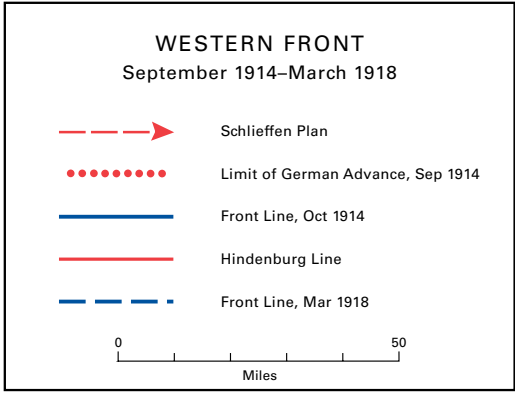 WESTERN FRONT
September 1914–March 1918
Schlieffen Plan
Limit of German Advance, Sep 1914
Front Line, Oct 1914
Hindenburg Line
Front Line, Mar 1918
0 50
Miles